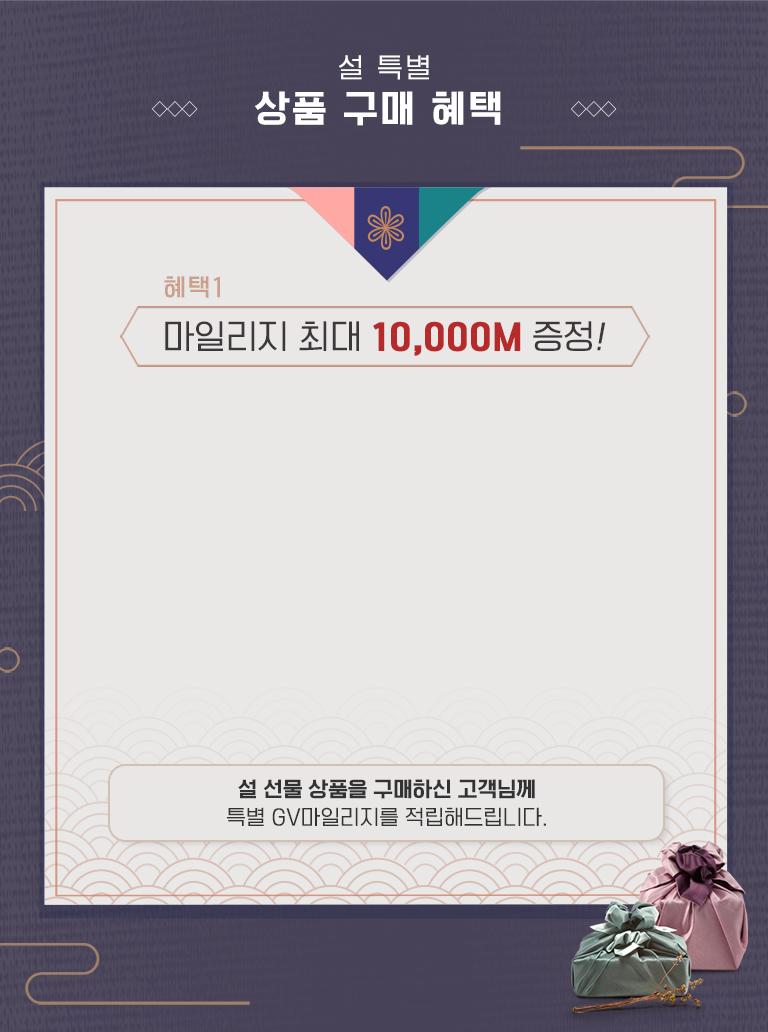 설 특별
상품 구매 혜택
혜택1
마일리지 최대 10,000M 증정!
설 선물 상품을 구매하신 고객님께
특별 GV마일리지를 적립해드립니다.